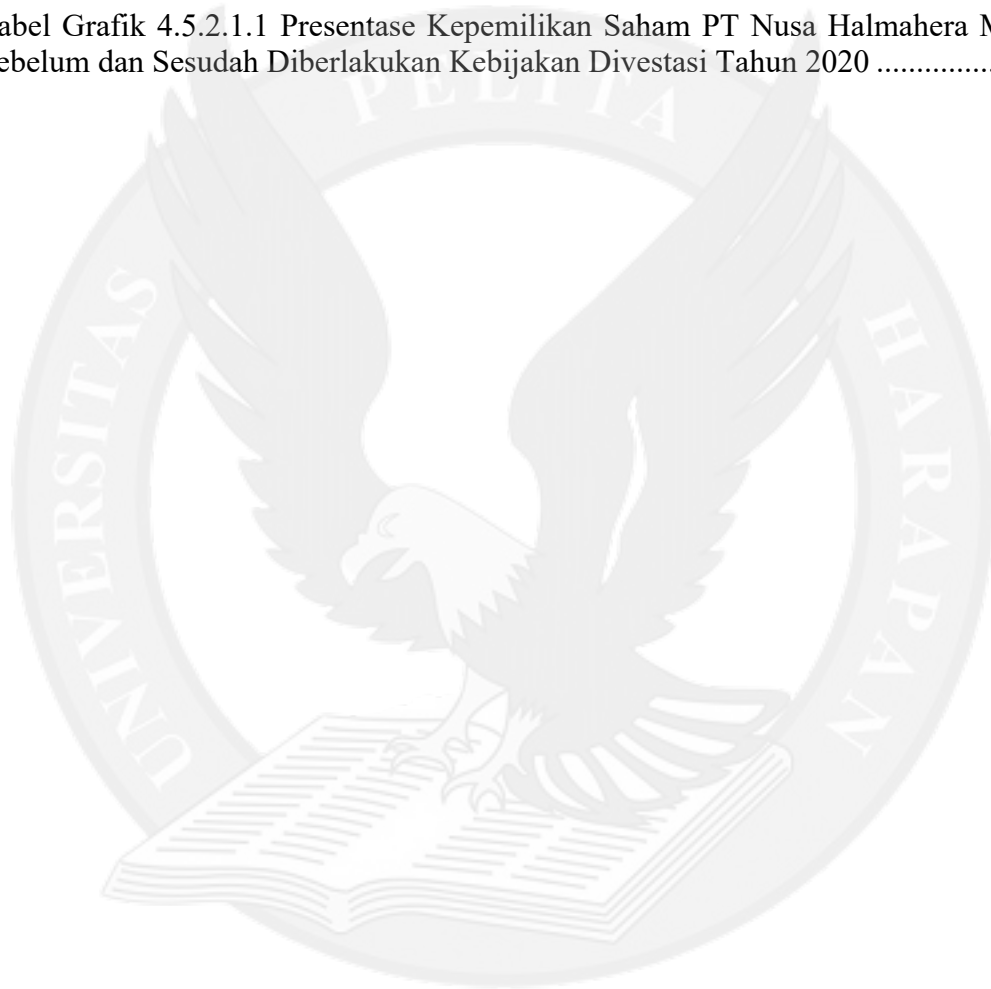 abel Grafik 4.5.2.1.1 Presentase Kepemilikan Saham PT Nusa Halmahera M
ebelum dan Sesudah Diberlakukan Kebijakan Divestasi Tahun 2020 ...............
UNIVERSITAS PELITA HARAPAN